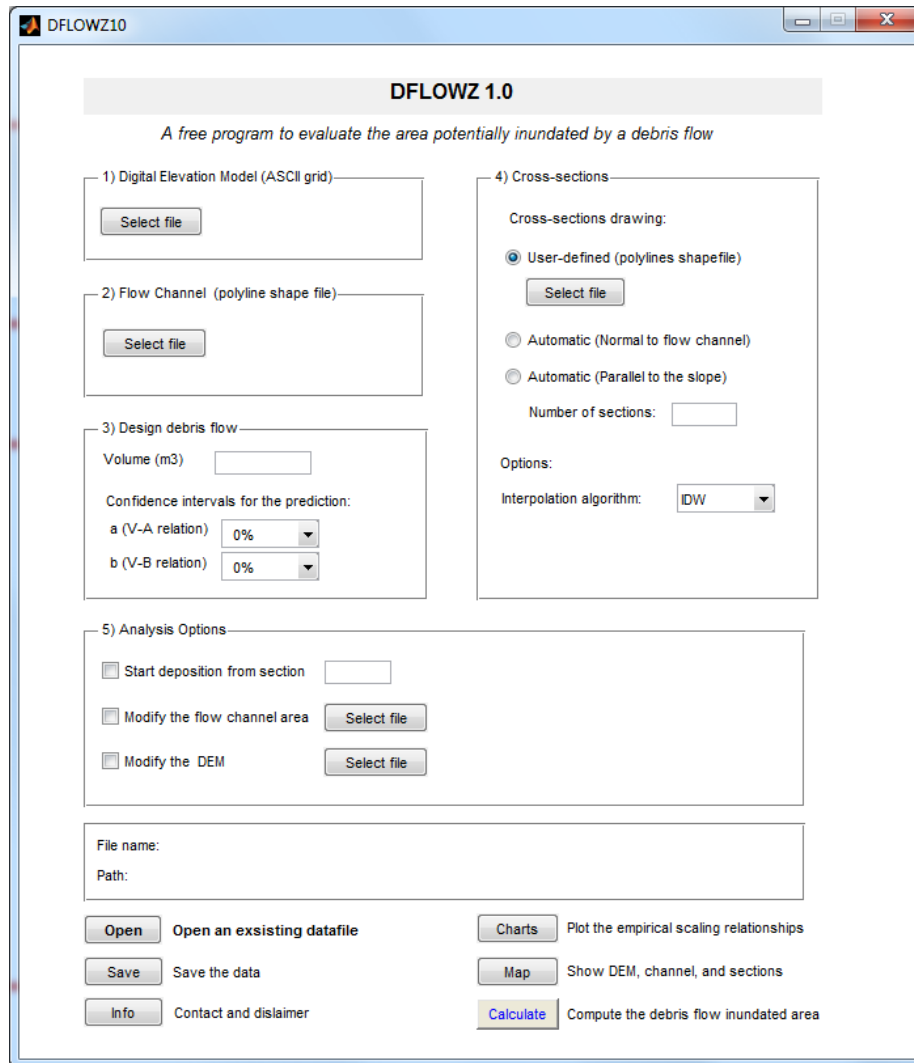 DFLOWZ10
DFLOWZ 1.0
A free program to evaluate the area potentially inundated by a debris flow
1) Digital Elevation Model (ASCII grid)
Select file
2) Flow Channel (polyline shape file)
Select file
3) Design debris flow
Volume (m3)
Confidence intervals for the prediction:
a (V-A relation) 0%
b (V-B relation) 0%
4) Cross-sections
Cross-sections drawing:
User-defined (polylines shapefile)
Select file
Automatic (Normal to flow channel)
Automatic (Parallel to the slope)
Number of sections:
Options:
Interpolation algorithm: IDW
5) Analysis Options
Start deposition from section
Modify the flow channel area Select file
Modify the DEM Select file
File name:
Path:
Open Open an exsisting datafile
Save Save the data
Info Contact and dislaimer
Charts Plot the empirical scaling relationships
Map Show DEM, channel, and sections
Calculate Compute the debris flow inundated area